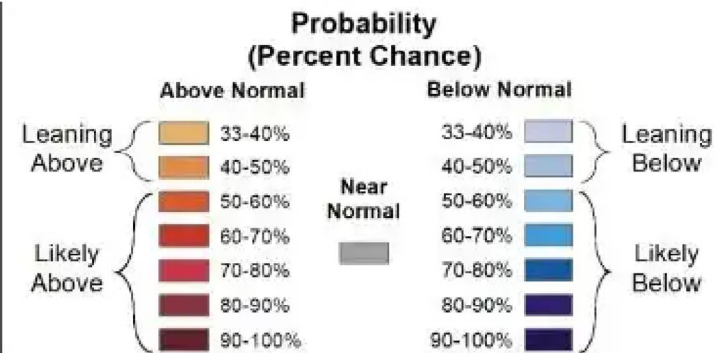 Probability
(Percent Chance)
Above Normal
Below Normal
Leaning
Above
33-40%
40-50%
Likely
Above
50-60%
60-70%
70-80%
80-90%
90-100%
Near
Normal
33-40%
40-50%
Leaning
Below
50-60%
60-70%
70-80%
80-90%
90-100%
Likely
Below